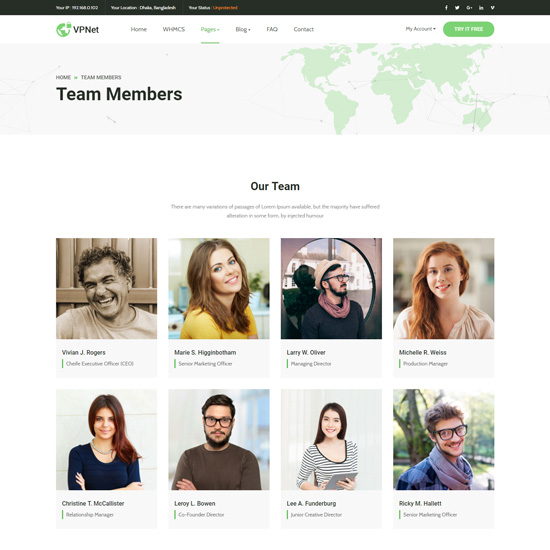 Your IP : 192.168.0.102 Your Location : Dhaka, Bangladesh Your Status : Unprotected
VPNet Home WHMCS Pages Blog FAQ Contact My Account TRY IT FREE
HOME » TEAM MEMBERS
Team Members
Our Team
There are many variations of passages of Lorem Ipsum available, but the majority have suffered
alteration in some form, by injected humour
Vivian J. Rogers
Cheife Executive Officer (CEO)
Marie S. Higginbotham
Senior Marketing Officer
Larry W. Oliver
Managing Director
Michelle R. Weiss
Production Manager
Christine T. McCallister
Relationship Manager
Leroy L. Bowen
Co-Founder Director
Lee A. Funderburg
Junior Creative Director
Ricky M. Hallett
Senior Marketing Officer